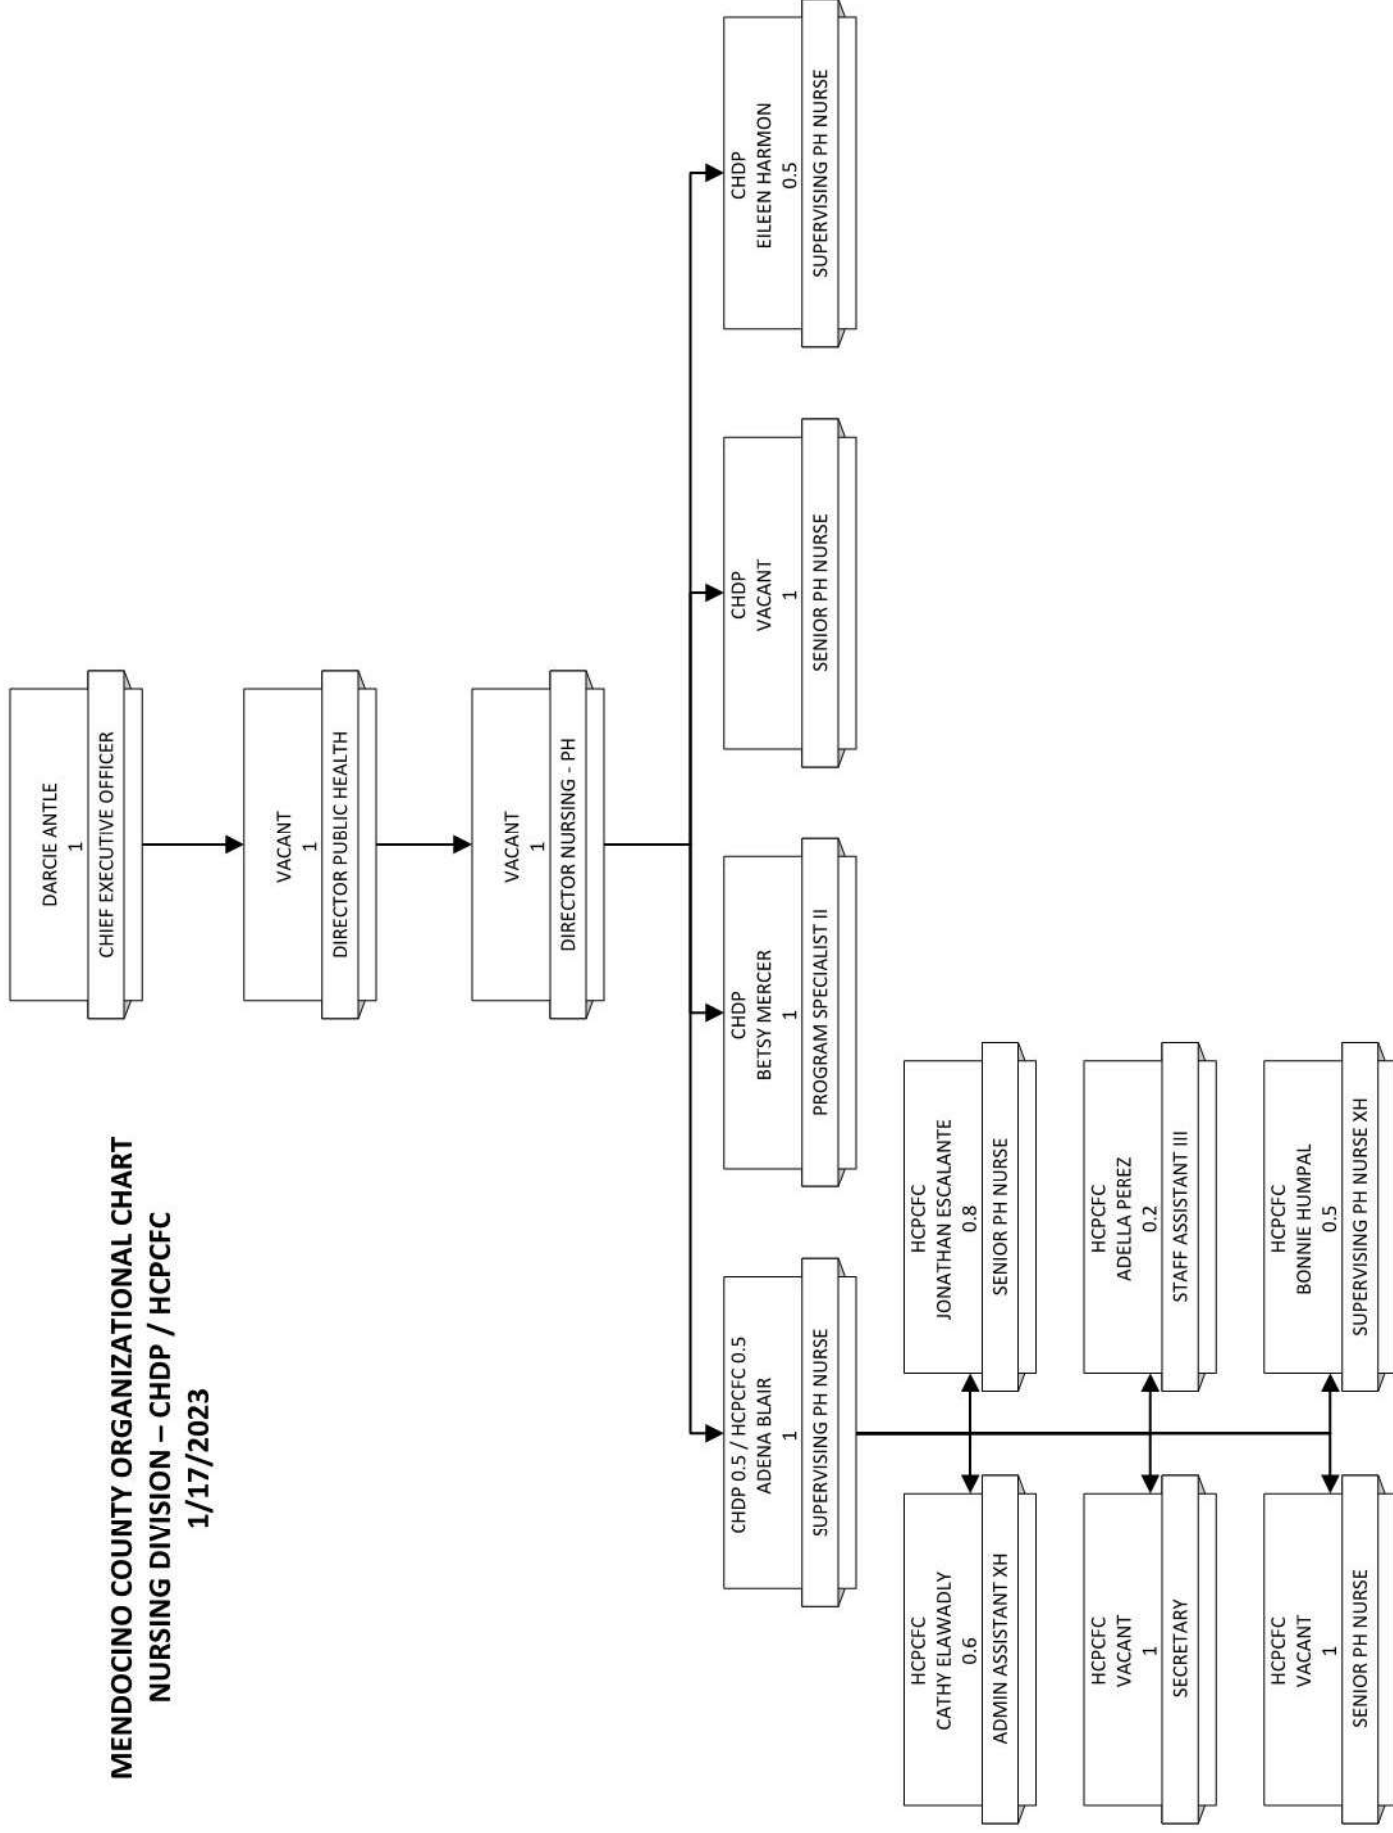 MENDOCINO COUNTY ORGANIZATIONAL CHART
NURSING DIVISION – CHDP / HCPCFC
1/17/2023
DARCIE ANTLE
1
CHIEF EXECUTIVE OFFICER
VACANT
1
DIRECTOR PUBLIC HEALTH
VACANT
1
DIRECTOR NURSING - PH
CHDP 0.5 / HCPCFC 0.5
ADENA BLAIR
1
SUPERVISING PH NURSE
CHDP
BETSY MERCER
1
PROGRAM SPECIALIST II
CHDP
VACANT
1
SENIOR PH NURSE
CHDP
EILEEN HARMON
0.5
SUPERVISING PH NURSE
HCPCFC
CATHY ELAWADLY
0.6
ADMIN ASSISTANT XH
HCPCFC
JONATHAN ESCALANTE
0.8
SENIOR PH NURSE
HCPCFC
VACANT
1
SECRETARY
HCPCFC
ADELLA PEREZ
0.2
STAFF ASSISTANT III
HCPCFC
VACANT
1
SENIOR PH NURSE
HCPCFC
BONNIE HUMPAL
0.5
SUPERVISING PH NURSE XH